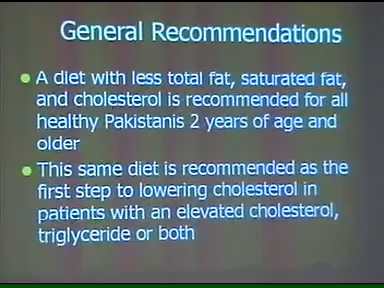 General Recommendations
A diet with less total fat, saturated fat,
and cholesterol is recommended for all
healthy Pakistanis 2 years of age and
older
This same diet is recommended as the
first step to lowering cholesterol in
patients with an elevated cholesterol,
triglyceride or both